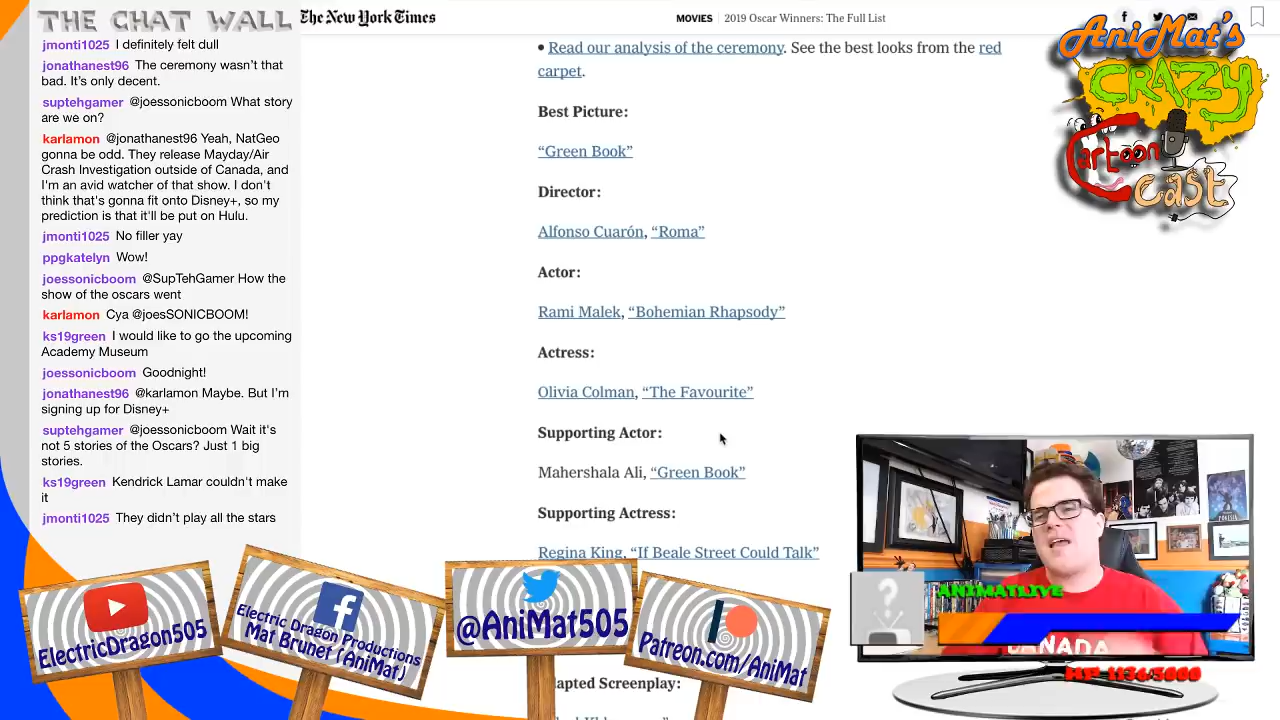 THE CHAT WALL
jmonti1025 I definitely felt dull
jonathanest96 The ceremony wasn't that
bad. It's only decent.
suptehgamer @joessonicboom What story
are we on?
karlamon @jonathanest96 Yeah, NatGeo
gonna be odd. They release Mayday/Air
Crash Investigation outside of Canada, and
I'm an avid watcher of that show. I don't
think that's gonna fit onto Disney+, so my
prediction is that it'll be put on Hulu.
jmonti1025 No filler yay
ppgkatelyn Wow!
joessonicboom @SupTehGamer How the
show of the oscars went
karlamon Cya @joesSONICBOOM!
ks19green I would like to go the upcoming
Academy Museum
joessonicboom Goodnight!
jonathanest96 @karlamon Maybe. But I'm
signing up for Disney+
suptehgamer @joessonicboom Wait it's
not 5 stories of the Oscars? Just 1 big
stories.
ks19green Kendrick Lamar couldn't make
it
jmonti1025 They didn't play all the stars
The New York Times
MOVIES | 2019 Oscar Winners: The Full List
• Read our analysis of the ceremony. See the best looks from the red
carpet.
Best Picture:
“Green Book”
Director:
Alfonso Cuarón, “Roma”
Actor:
Rami Malek, “Bohemian Rhapsody”
Actress:
Olivia Colman, “The Favourite”
Supporting Actor:
Mahershala Ali, “Green Book”
Supporting Actress:
Regina King, “If Beale Street Could Talk”
apted Screenplay:
AniMat's
CRAZY
Cartoon
Cast
ElectricDragon505
Electric Dragon Productions
Mat Brunet (AniMat)
@AniMat505
Patreon.com/AniMat
ANIMATLIVE
CANADA